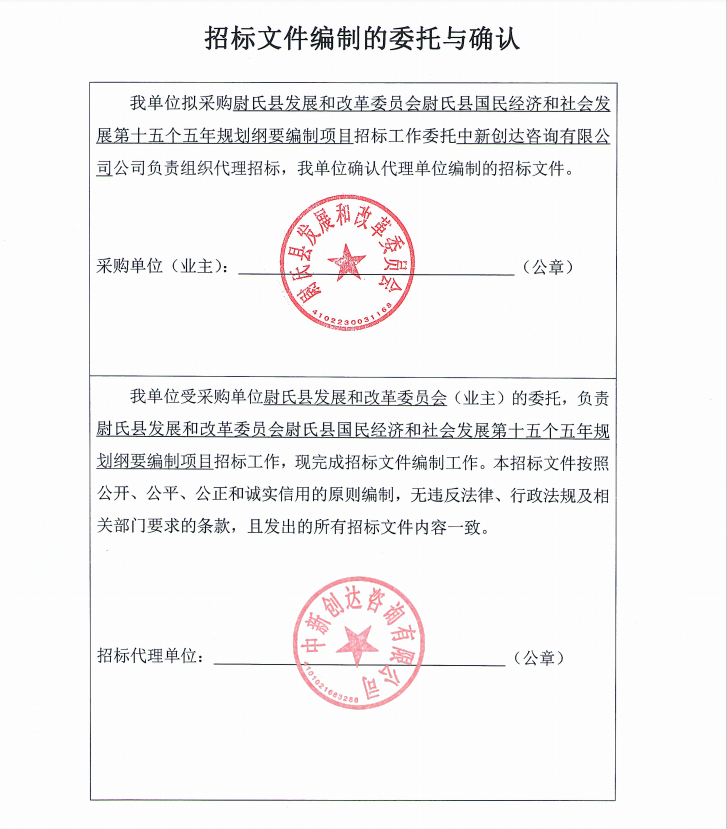 招标文件编制的委托与确认
我单位拟采购尉氏县发展和改革委员会尉氏县国民经济和社会发
展第十五个五年规划纲要编制项目招标工作委托中新创达咨询有限公
司公司负责组织代理招标，我单位确认代理单位编制的招标文件。
尉氏县发展和改革委员会
采购单位（业主）：（公章）
4102230031168
我单位受采购单位尉氏县发展和改革委员会（业主）的委托，负责
尉氏县发展和改革委员会尉氏县国民经济和社会发展第十五个五年规
划纲要编制项目招标工作，现完成招标文件编制工作。本招标文件按照
公开、公平、公正和诚实信用的原则编制，无违反法律、行政法规及相
关部门要求的条款，且发出的所有招标文件内容一致。
中新创达咨询有限公司
招标代理单位：（公章）
4101021663256